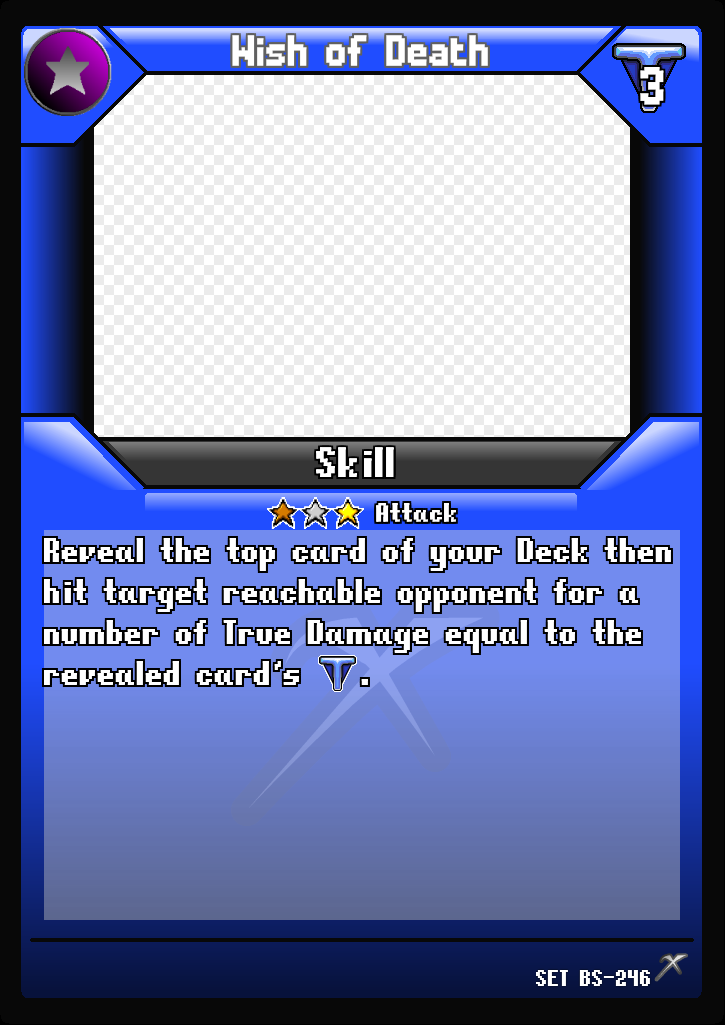 Wish of Death
3
Skill
Attack
Reveal the top card of your Deck then
hit target reachable opponent for a
number of True Damage equal to the
revealed card's T.
SET BS-246